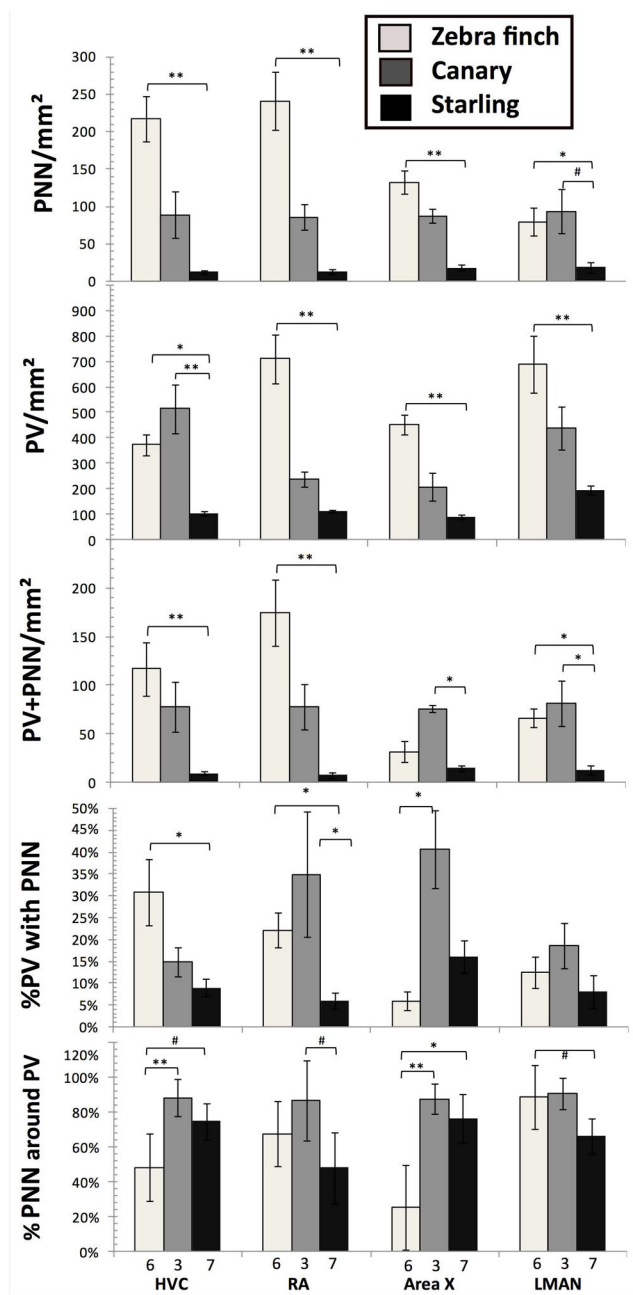 Zebra finch
Canary
Starling
PNN/mm²
300
250
200
150
100
50
0
** ** ** * #
PV/mm²
900
800
700
600
500
400
300
200
100
0
* ** ** ** **
PV+PNN/mm²
200
150
100
50
0
** ** * * *
%PV with PNN
50%
45%
40%
35%
30%
25%
20%
15%
10%
5%
0%
* * * *
% PNN around PV
120%
100%
80%
60%
40%
20%
0%
** # # ** * #
6 3 7 6 3 7 6 3 7 6 3 7
HVC RA Area X LMAN